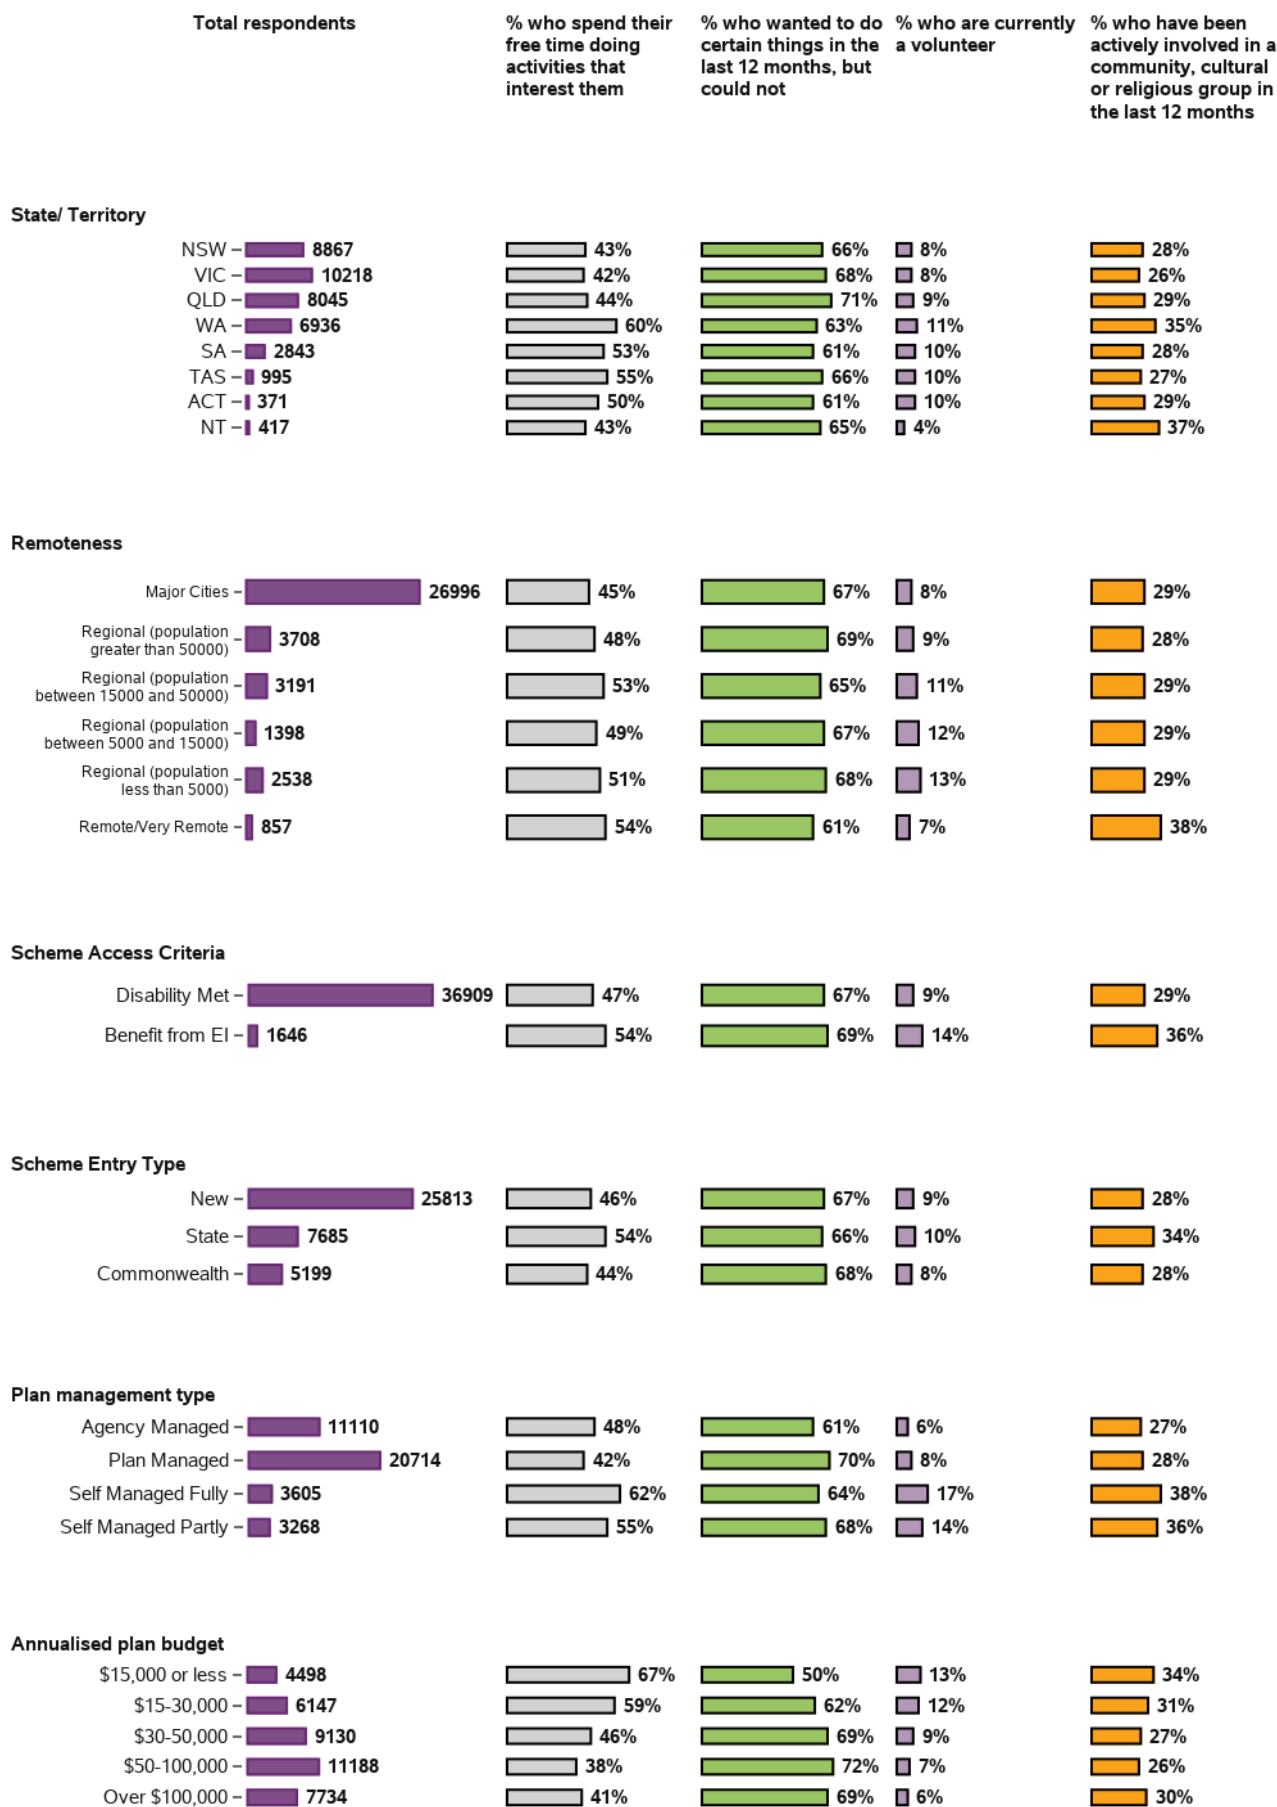 Total respondents
% who spend their
free time doing
activities that
interest them
% who wanted to do
certain things in the
last 12 months, but
could not
% who are currently
a volunteer
% who have been
actively involved in a
community, cultural
or religious group in
the last 12 months
State/ Territory
NSW 8867 43% 66% 8% 28%
VIC 10218 42% 68% 8% 26%
QLD 8045 44% 71% 9% 29%
WA 6936 60% 63% 11% 35%
SA 2843 53% 61% 10% 28%
TAS 995 55% 66% 10% 27%
ACT 371 50% 61% 10% 29%
NT 417 43% 65% 4% 37%
Remoteness
Major Cities 26996 45% 67% 8% 29%
Regional (population
greater than 50000) 3708 48% 69% 9% 28%
Regional (population
between 15000 and 50000) 3191 53% 65% 11% 29%
Regional (population
between 5000 and 15000) 1398 49% 67% 12% 29%
Regional (population
less than 5000) 2538 51% 68% 13% 29%
Remote/Very Remote 857 54% 61% 7% 38%
Scheme Access Criteria
Disability Met 36909 47% 67% 9% 29%
Benefit from EI 1646 54% 69% 14% 36%
Scheme Entry Type
New 25813 46% 67% 9% 28%
State 7685 54% 66% 10% 34%
Commonwealth 5199 44% 68% 8% 28%
Plan management type
Agency Managed 11110 48% 61% 6% 27%
Plan Managed 20714 42% 70% 8% 28%
Self Managed Fully 3605 62% 64% 17% 38%
Self Managed Partly 3268 55% 68% 14% 36%
Annualised plan budget
$15,000 or less 4498 67% 50% 13% 34%
$15-30,000 6147 59% 62% 12% 31%
$30-50,000 9130 46% 69% 9% 27%
$50-100,000 11188 38% 72% 7% 26%
Over $100,000 7734 41% 69% 6% 30%